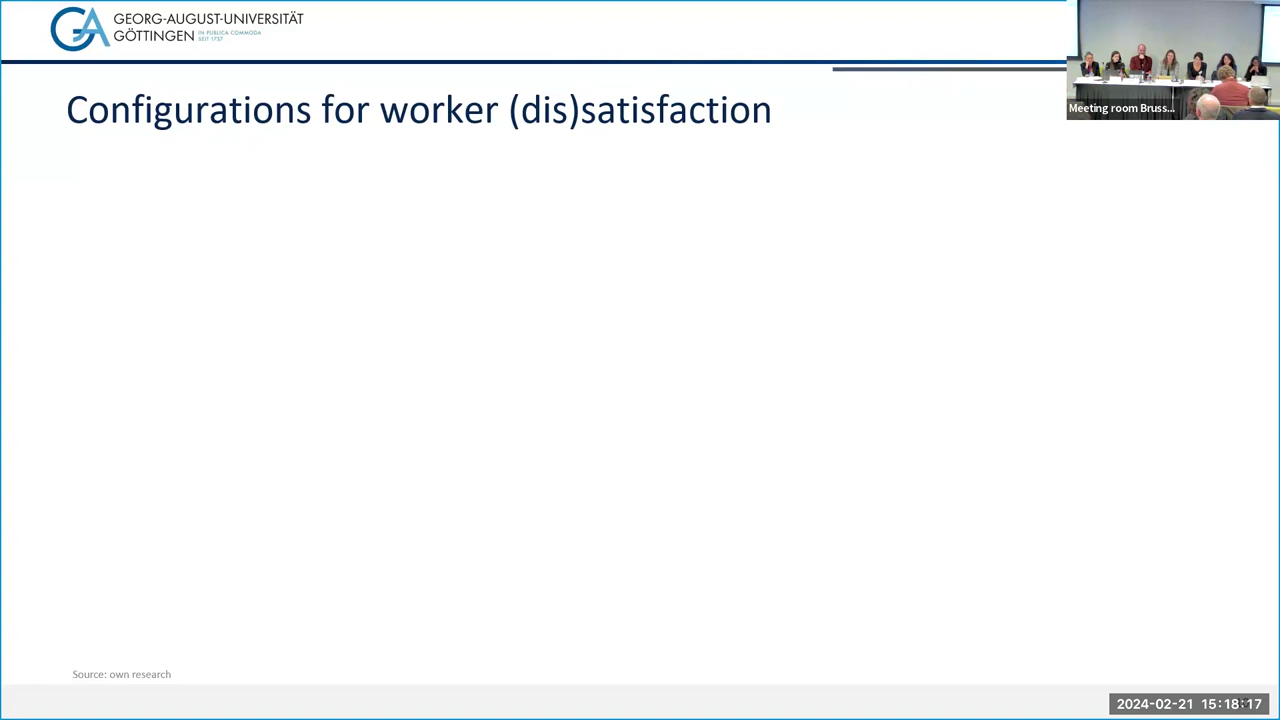 GEORG-AUGUST-UNIVERSITÄT
GÖTTINGEN IN PUBLICA COMMODA
SEIT 1737
Meeting room Bruss...
Configurations for worker (dis)satisfaction
Source: own research
2024-02-21 15:18:17